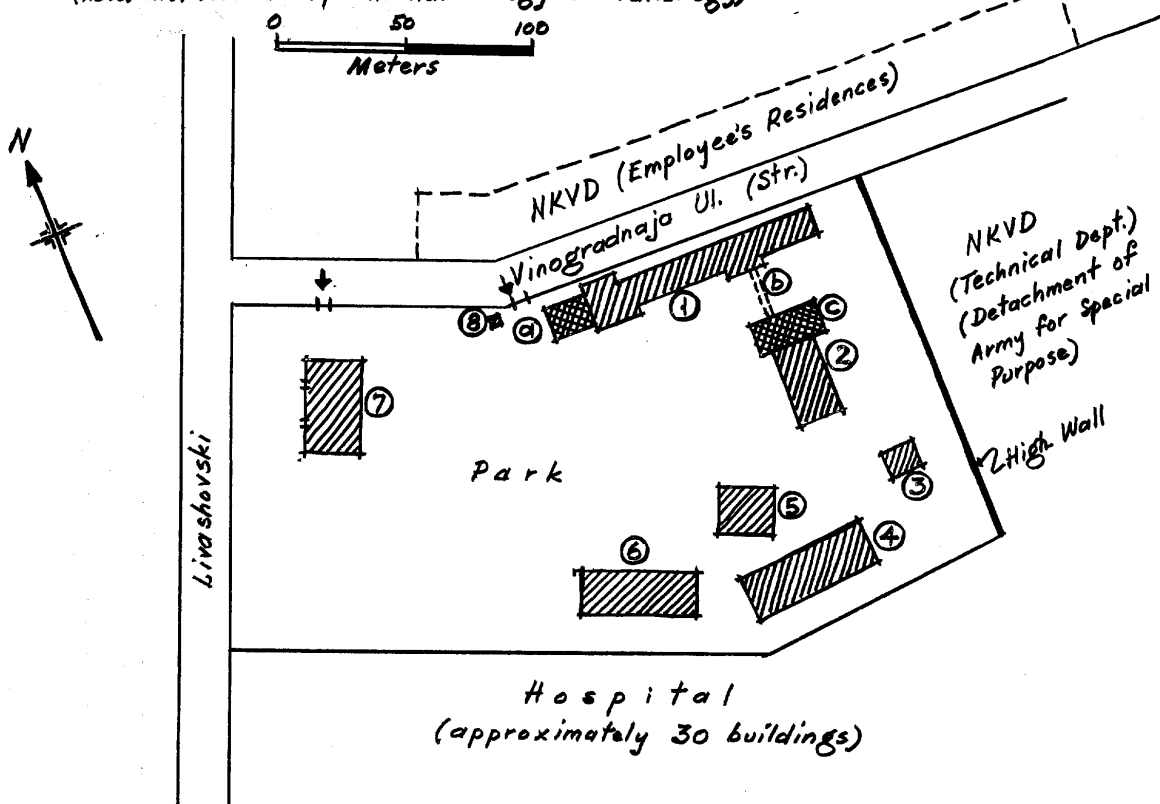 0 50 100
Meters
N
NKVD (Employee's Residences)
Vinogradnaja Ul. (Str.)
NKVD
(Technical Dept.)
(Detachment of
Army for Special
Purpose)
b
1
a
8
c
2
7
High Wall
Livashovski
Park
3
5
4
6
Hospital
(approximately 30 buildings)